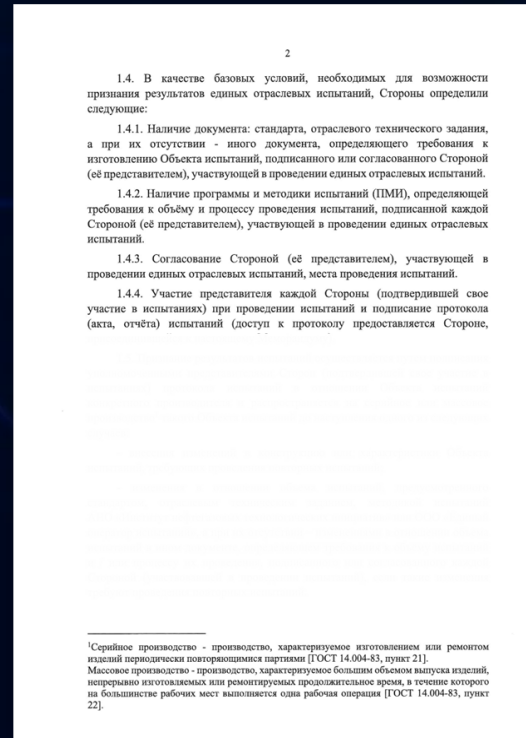 2
1.4. В качестве базовых условий, необходимых для возможности
признания результатов единых отраслевых испытаний, Стороны определили
следующие:
1.4.1. Наличие документа: стандарта, отраслевого технического задания,
а при их отсутствии - иного документа, определяющего требования к
изготовлению Объекта испытаний, подписанного или согласованного Стороной
(её представителем), участвующей в проведении единых отраслевых испытаний.
1.4.2. Наличие программы и методики испытаний (ПМИ), определяющей
требования к объёму и процессу проведения испытаний, подписанной каждой
Стороной (её представителем), участвующей в проведении единых отраслевых
испытаний.
1.4.3. Согласование Стороной (её представителем), участвующей в
проведении единых отраслевых испытаний, места проведения испытаний.
1.4.4. Участие представителя каждой Стороны (подтвердившей свое
участие в испытаниях) при проведении испытаний и подписание протокола
(акта, отчёта) испытаний (доступ к протоколу предоставляется Стороне,
¹Серийное производство - производство, характеризуемое изготовлением или ремонтом
изделий периодически повторяющимися партиями [ГОСТ 14.004-83, пункт 21].
Массовое производство - производство, характеризуемое большим объемом выпуска изделий,
непрерывно изготовляемых или ремонтируемых продолжительное время, в течение которого
на большинстве рабочих мест выполняется одна рабочая операция [ГОСТ 14.004-83, пункт
22].